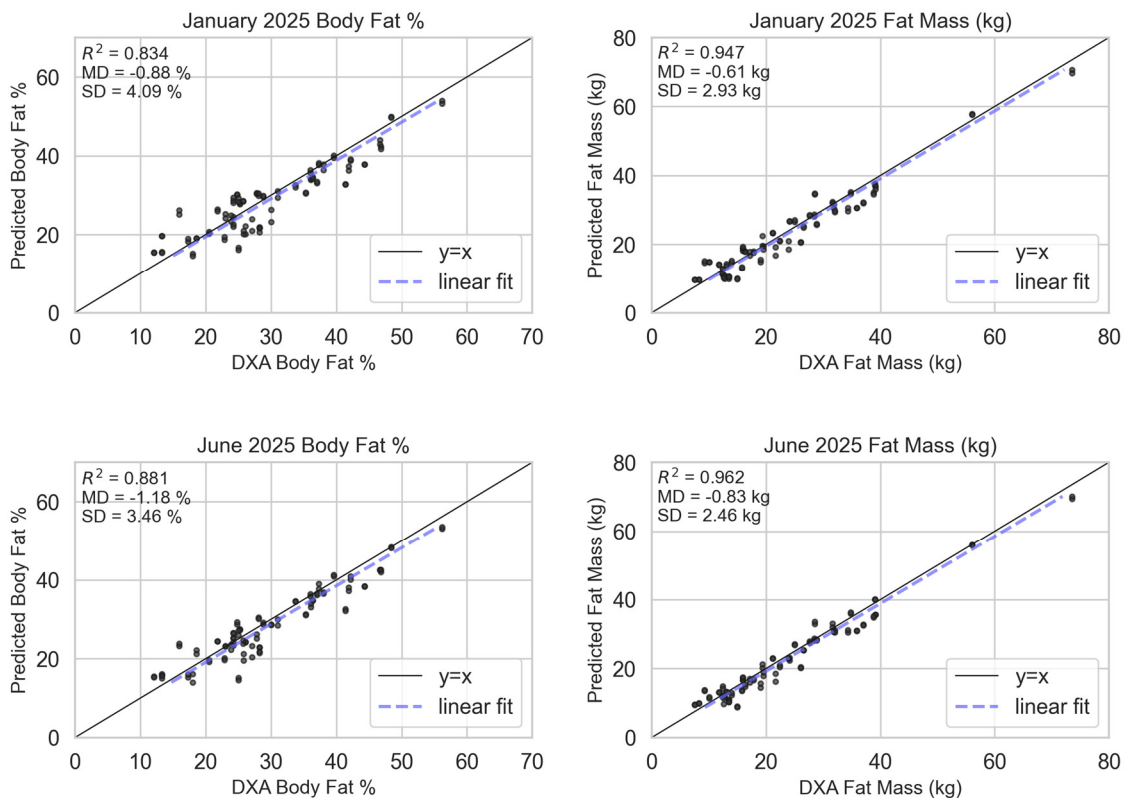 January 2025 Body Fat %
R² = 0.834
MD = -0.88 %
SD = 4.09 %
Predicted Body Fat %
60
40
20
0
y=x
linear fit
0 10 20 30 40 50 60 70
DXA Body Fat %
January 2025 Fat Mass (kg)
R² = 0.947
MD = -0.61 kg
SD = 2.93 kg
Predicted Fat Mass (kg)
80
60
40
20
0
y=x
linear fit
0 20 40 60 80
DXA Fat Mass (kg)
June 2025 Body Fat %
R² = 0.881
MD = -1.18 %
SD = 3.46 %
Predicted Body Fat %
60
40
20
0
y=x
linear fit
0 10 20 30 40 50 60 70
DXA Body Fat %
June 2025 Fat Mass (kg)
R² = 0.962
MD = -0.83 kg
SD = 2.46 kg
Predicted Fat Mass (kg)
80
60
40
20
0
y=x
linear fit
0 20 40 60 80
DXA Fat Mass (kg)